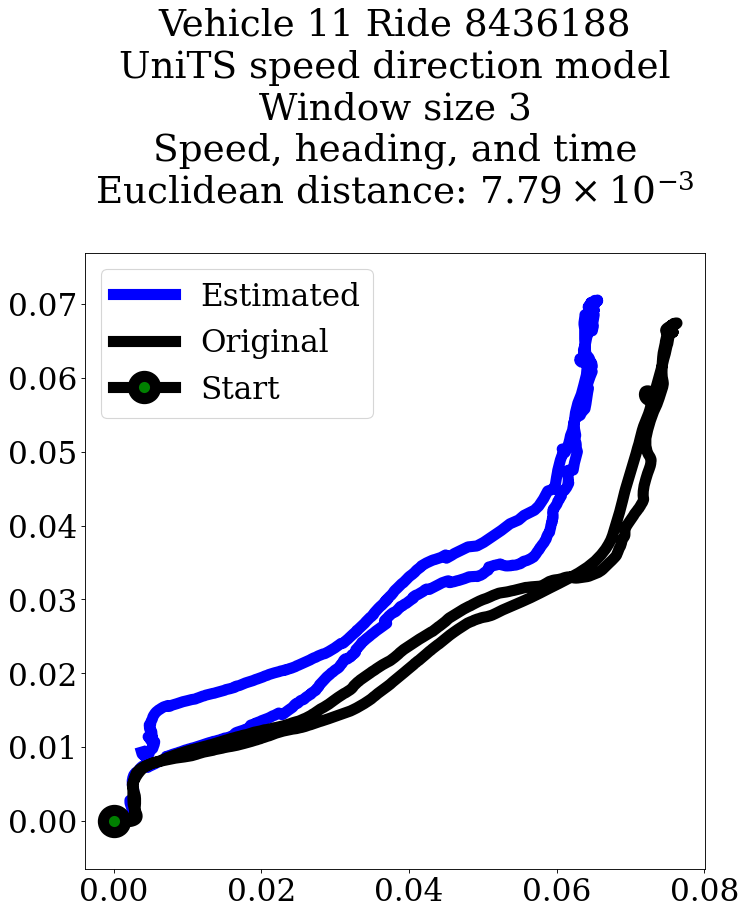 Vehicle 11 Ride 8436188
UniTS speed direction model
Window size 3
Speed, heading, and time
Euclidean distance: 7.79 × 10⁻³
Estimated
Original
Start
0.07
0.06
0.05
0.04
0.03
0.02
0.01
0.00
0.00 0.02 0.04 0.06 0.08